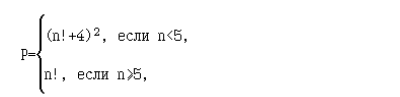 (n!+4)², если n<5,
P=
n!, если n⩾5,